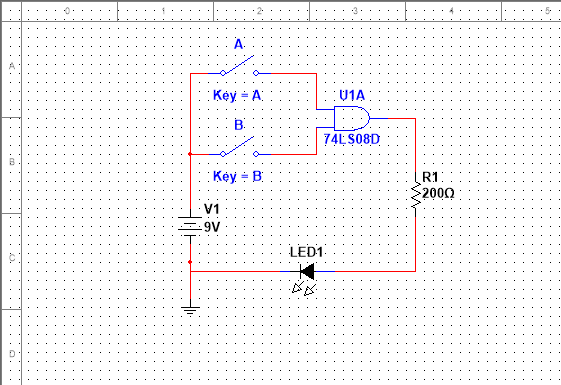 0 1 2 3 4 5
A
A
Key = A
U1A
B
74LS08D
B
Key = B
R1
200Ω
V1
9V
C
LED1
D